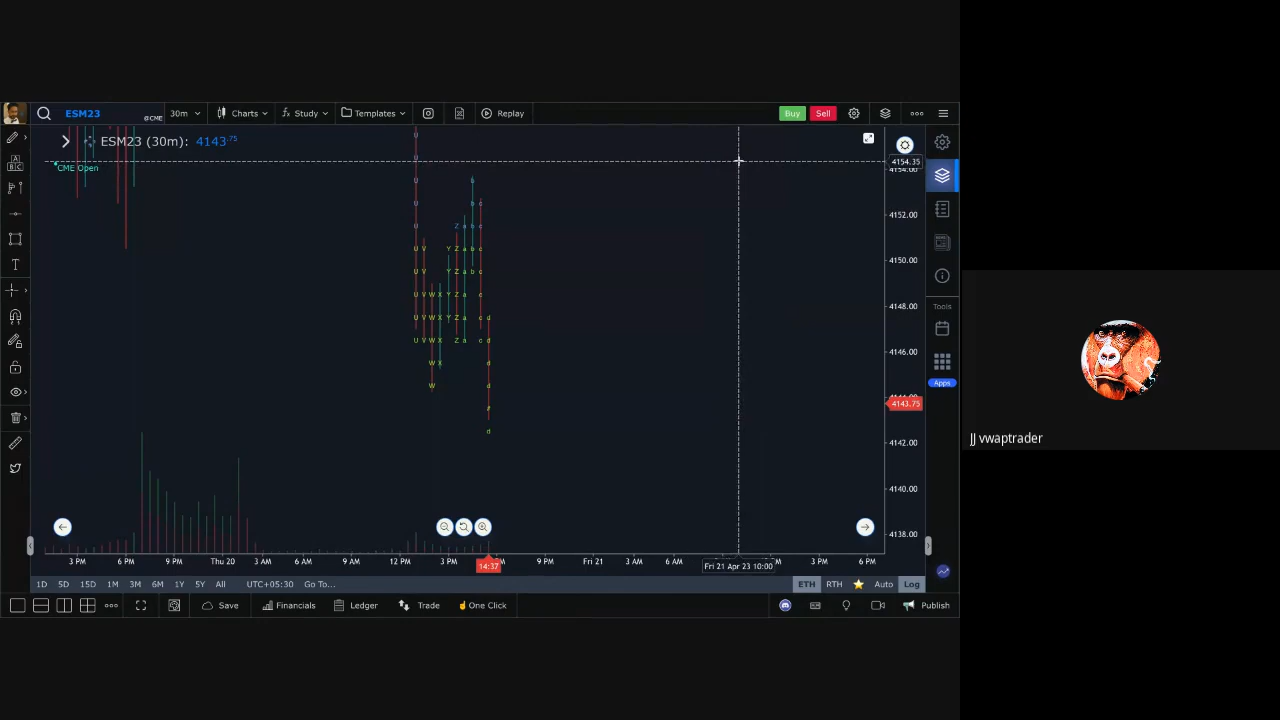 ESM23 @CME 30m Charts Study Templates Replay Buy Sell
ESM23 (30m): 4143.75
CME Open
4154.35
4154.00
4152.00
4150.00
4148.00
4146.00
4143.75
4142.00
4140.00
4138.00
U
U
U b
U b c
U Z a b c
U V Y Z a b c
U V Y Z a b c
U V W X Y Z a c
U V W X Y Z a c d
U V W X Z a c d
W X d
W d
d
Tools
Apps
JJ vwaptrader
3 PM 6 PM 9 PM Thu 20 3 AM 6 AM 9 AM 12 PM 3 PM 14:37 9 PM Fri 21 3 AM 6 AM Fri 21 Apr 23 10:00 3 PM 6 PM
1D 5D 15D 1M 3M 6M 1Y 5Y All UTC+05:30 Go To... ETH RTH Auto Log
Save Financials Ledger Trade One Click Publish